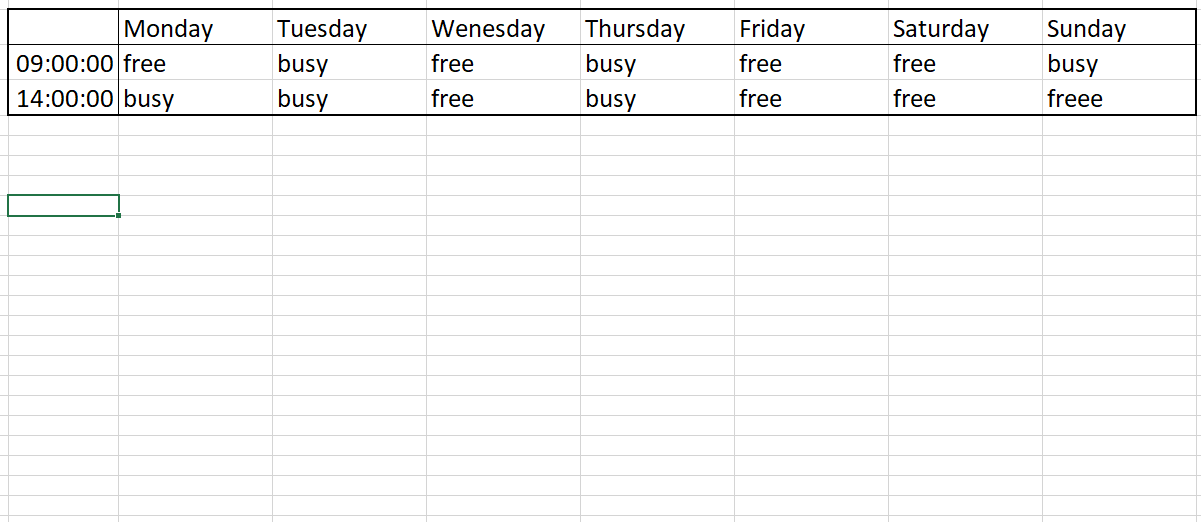 Monday Tuesday Wenesday Thursday Friday Saturday Sunday
09:00:00 free busy free busy free free busy
14:00:00 busy busy free busy free free freee